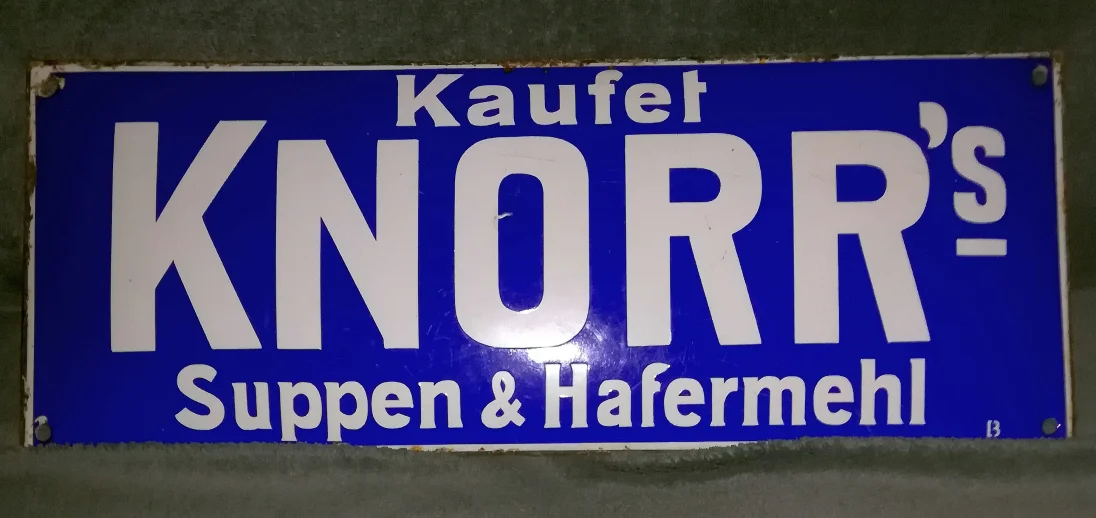 Kaufet
KNORR's
Suppen & Hafermehl
B